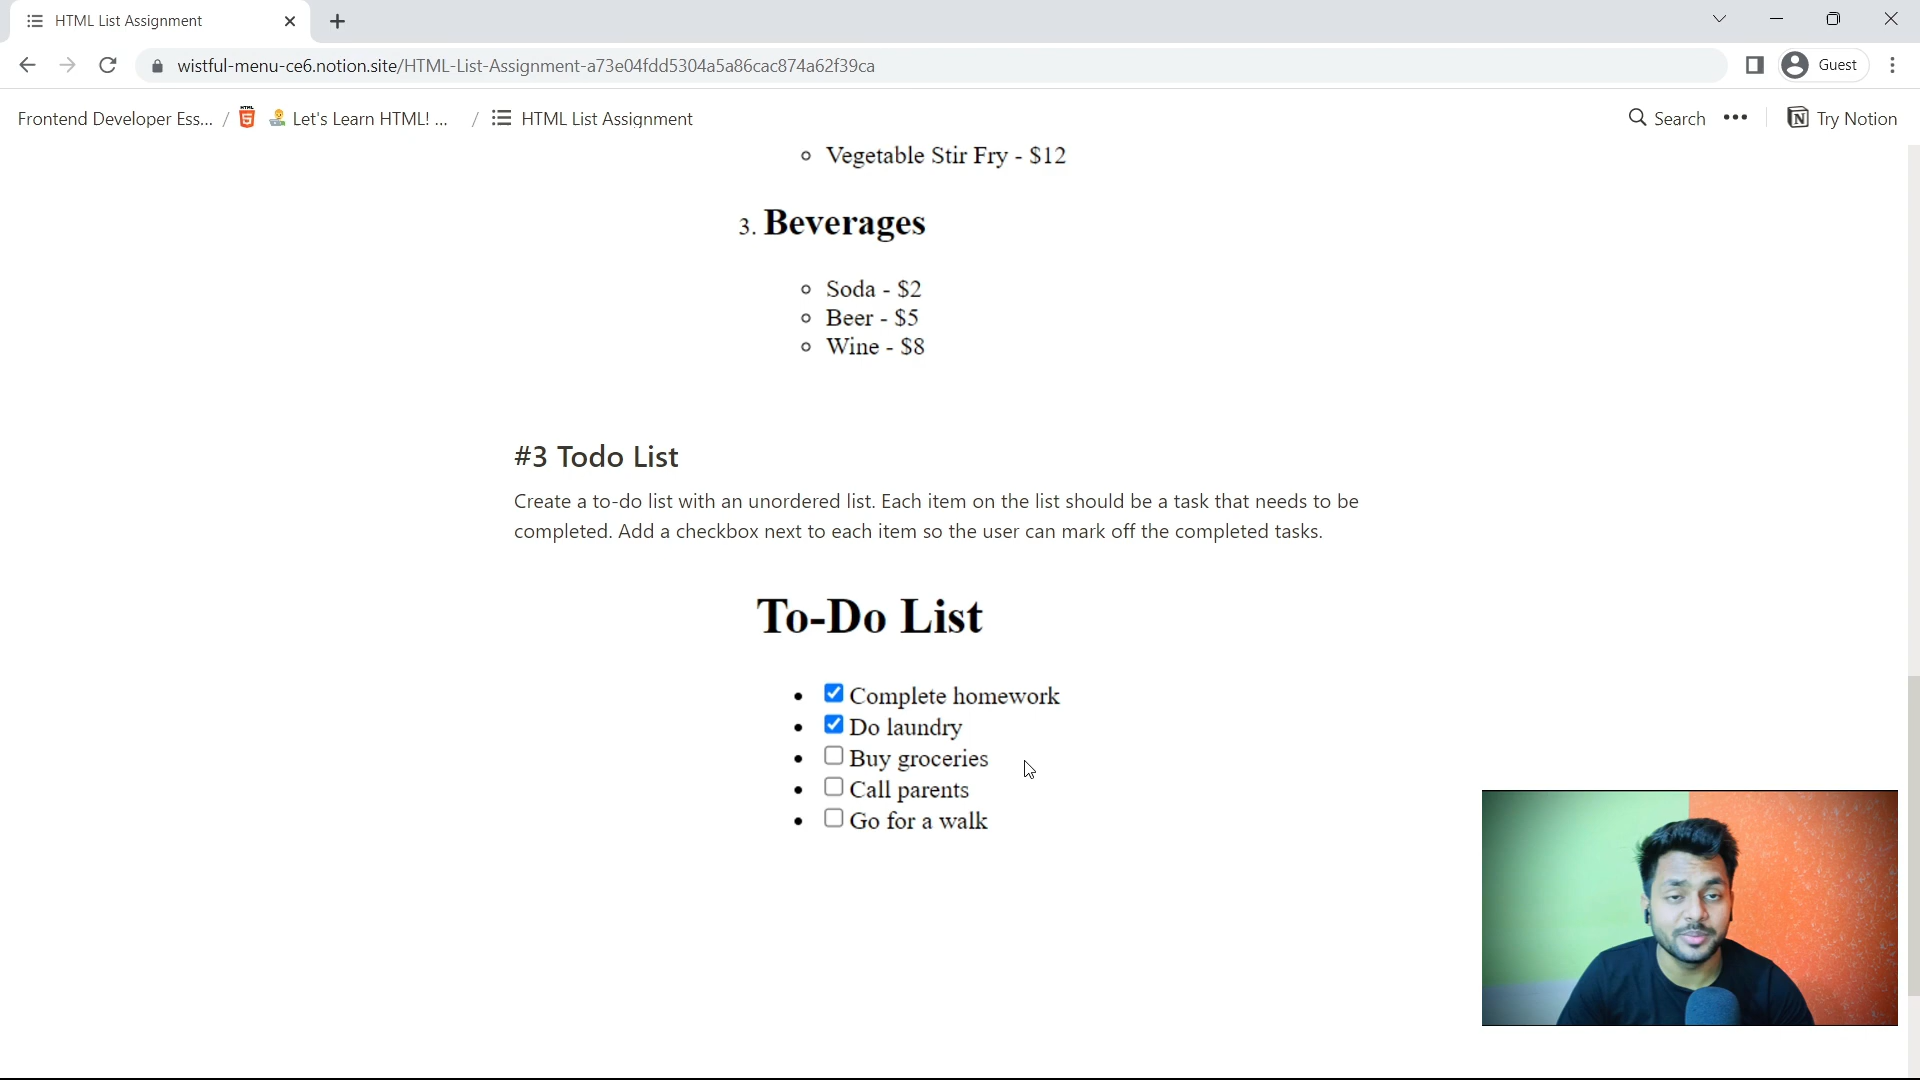 HTML List Assignment
wistful-menu-ce6.notion.site/HTML-List-Assignment-a73e04fdd5304a5a86cac874a62f39ca
Guest
Frontend Developer Ess... / Let's Learn HTML! ... / HTML List Assignment
Search ••• Try Notion
Vegetable Stir Fry - $12
3. Beverages
Soda - $2
Beer - $5
Wine - $8
#3 Todo List
Create a to-do list with an unordered list. Each item on the list should be a task that needs to be
completed. Add a checkbox next to each item so the user can mark off the completed tasks.
To-Do List
Complete homework
Do laundry
Buy groceries
Call parents
Go for a walk